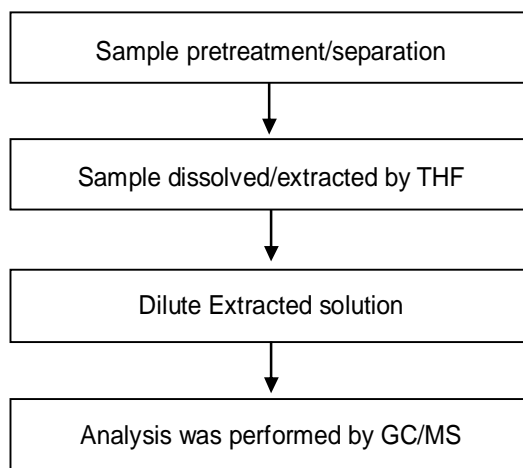 Sample pretreatment/separation
Sample dissolved/extracted by THF
Dilute Extracted solution
Analysis was performed by GC/MS